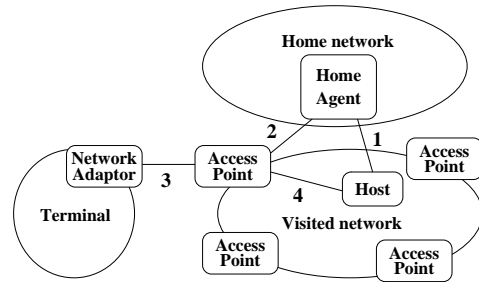 Home network
Home
Agent
2
1
Network
Adaptor
3
Access
Point
4
Host
Access
Point
Terminal
Visited network
Access
Point
Access
Point